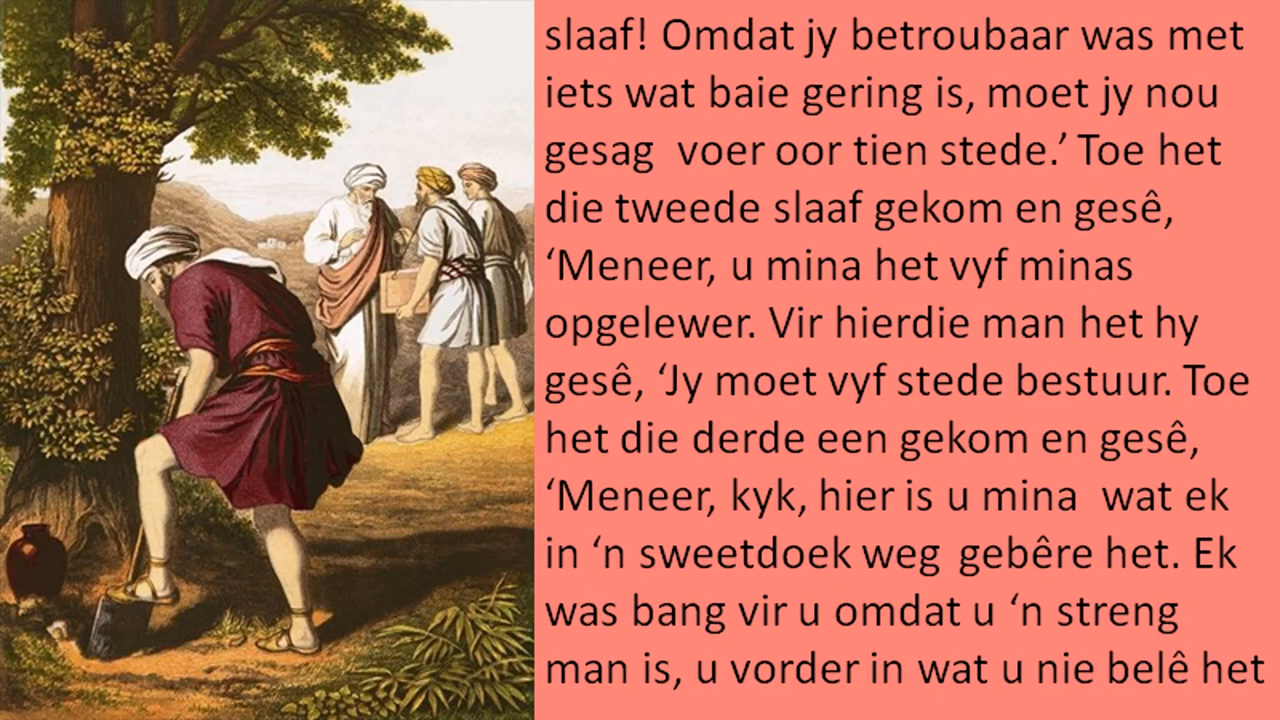 slaaf! Omdat jy betroubaar was met
iets wat baie gering is, moet jy nou
gesag  voer oor tien stede.’ Toe het
die tweede slaaf gekom en gesê,
‘Meneer, u mina het vyf minas
opgelewer. Vir hierdie man het hy
gesê, ‘Jy moet vyf stede bestuur. Toe
het die derde een gekom en gesê,
‘Meneer, kyk, hier is u mina  wat ek
in ‘n sweetdoek weg  gebêre het. Ek
was bang vir u omdat u ‘n streng
man is, u vorder in wat u nie belê het